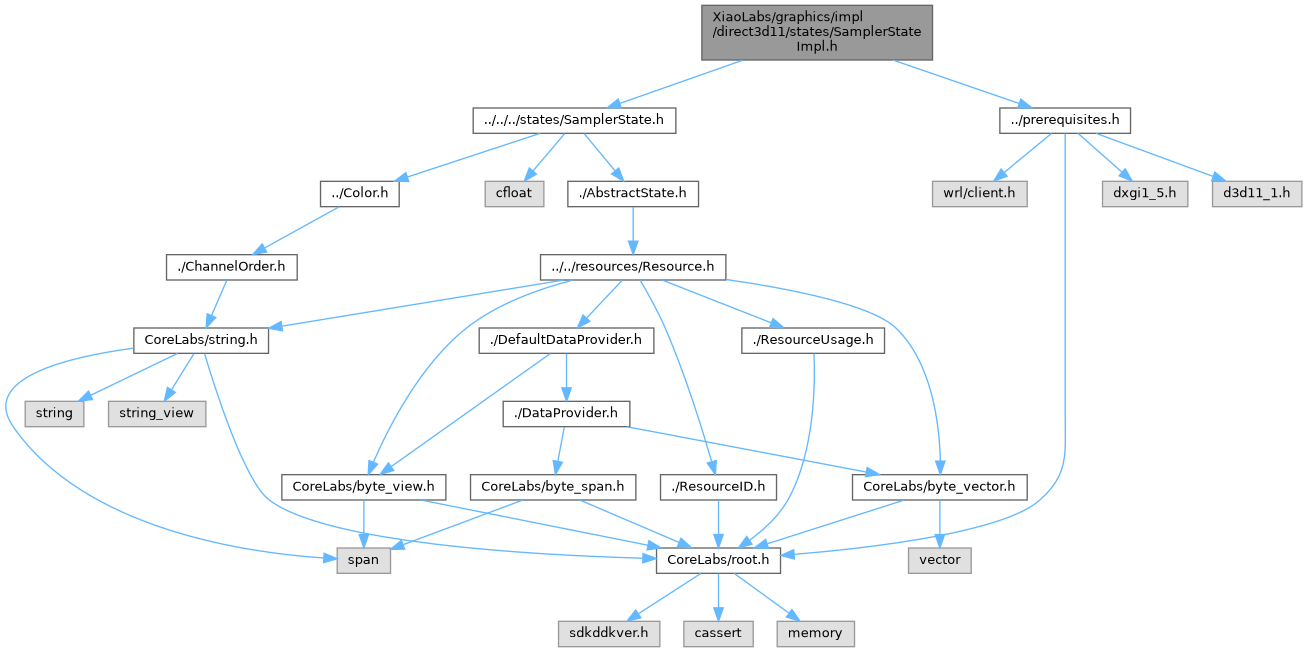 XiaoLabs/graphics/impl
/direct3d11/states/SamplerState
Impl.h
../../../states/SamplerState.h
../prerequisites.h
../Color.h
cfloat
./AbstractState.h
wrl/client.h
dxgi1_5.h
d3d11_1.h
./ChannelOrder.h
../../resources/Resource.h
CoreLabs/string.h
./DefaultDataProvider.h
./ResourceUsage.h
string
string_view
./DataProvider.h
CoreLabs/byte_view.h
CoreLabs/byte_span.h
./ResourceID.h
CoreLabs/byte_vector.h
span
CoreLabs/root.h
vector
sdkddkver.h
cassert
memory